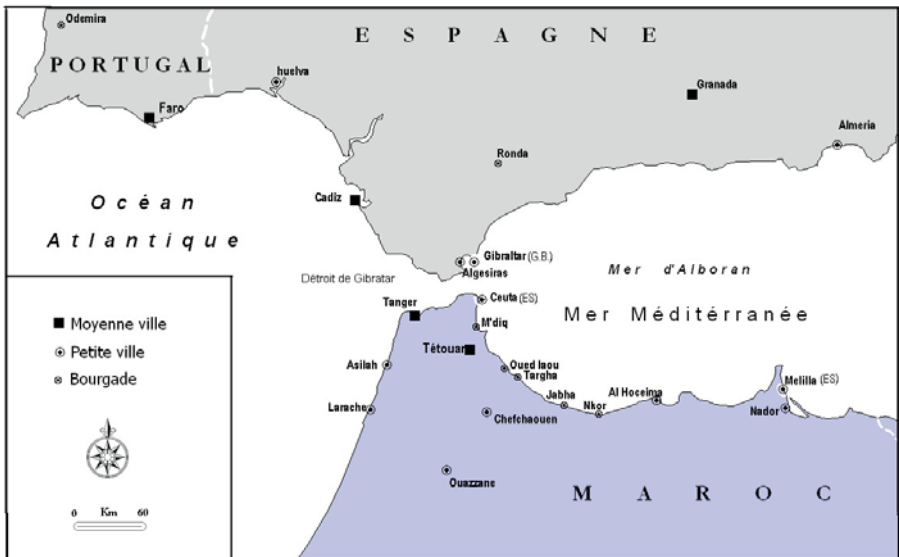 Odemira
E S P A G N E
PORTUGAL
huelva
Granada
Faro
Almeria
Ronda
Cadiz
Océan
Atlantique
Gibraltar (G.B.)
Algesiras
Mer d'Alboran
Détroit de Gibratar
Ceuta (ES)
Tanger
Mer Méditérranée
M'diq
Moyenne ville
Tétouan
Petite ville
Asilah
Oued laou
Targha
Bourgade
Melilla (ES)
Al Hoceima
Jabha
Nkor
Larache
Nador
Chefchaouen
Ouazzane
M A R O C
0 Km 60